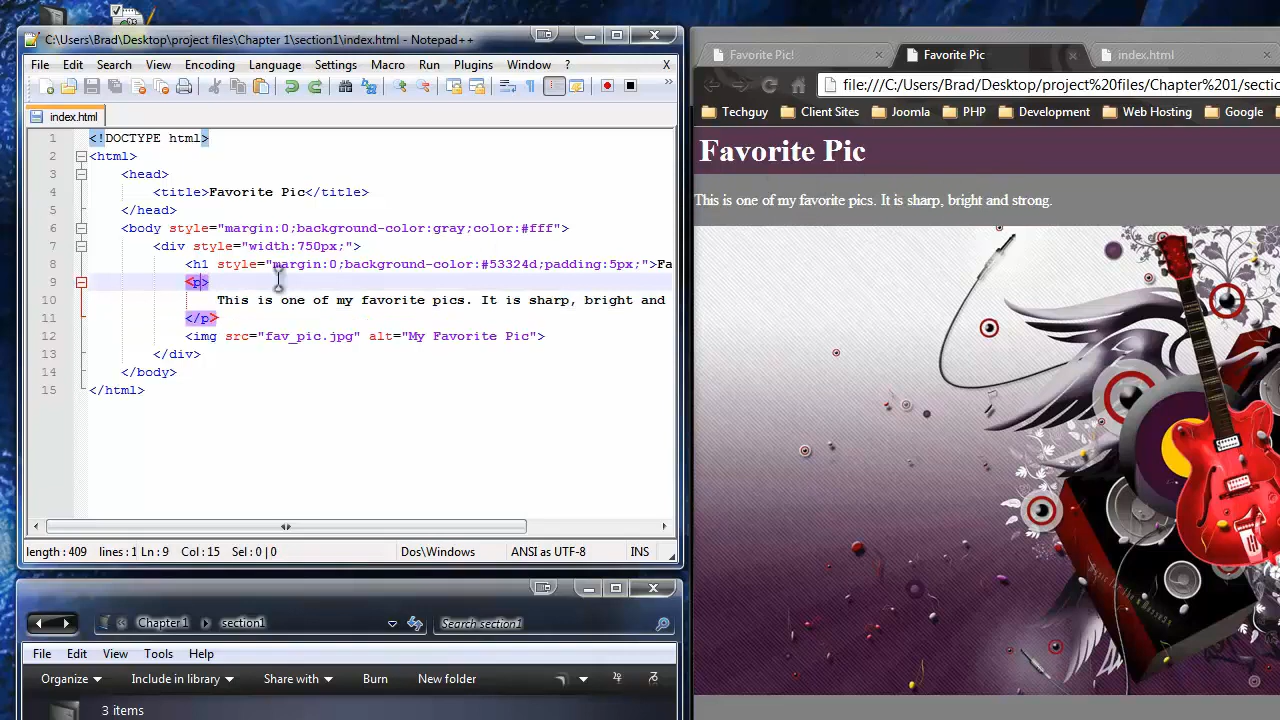 C:\Users\Brad\Desktop\project files\Chapter 1\section1\index.html - Notepad++
File Edit Search View Encoding Language Settings Macro Run Plugins Window ? X
index.html
1 <!DOCTYPE html>
2 <html>
3 <head>
4 <title>Favorite Pic</title>
5 </head>
6 <body style="margin:0;background-color:gray;color:#fff">
7 <div style="width:750px;">
8 <h1 style="margin:0;background-color:#53324d;padding:5px;">Fa
9 <p>
10 This is one of my favorite pics. It is sharp, bright and
11 </p>
12 <img src="fav_pic.jpg" alt="My Favorite Pic">
13 </div>
14 </body>
15 </html>
length : 409 lines : 1 Ln : 9 Col : 15 Sel : 0 | 0 Dos\Windows ANSI as UTF-8 INS
Chapter 1 section1 Search section1
File Edit View Tools Help
Organize Include in library Share with Burn New folder
3 items
Favorite Pic! Favorite Pic index.html
file:///C:/Users/Brad/Desktop/project%20files/Chapter%201/sectio
Techguy Client Sites Joomla PHP Development Web Hosting Google
Favorite Pic
This is one of my favorite pics. It is sharp, bright and strong.